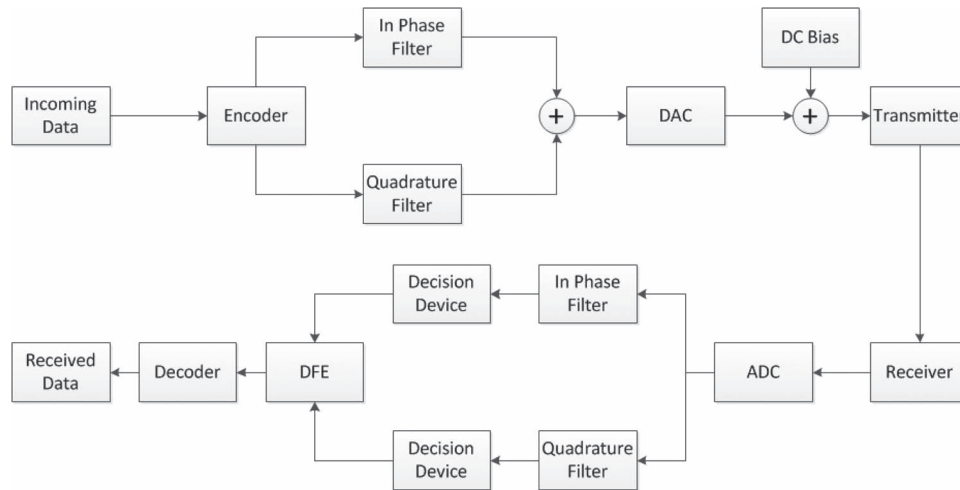 In Phase
Filter
DC Bias
Incoming
Data
Encoder
+
DAC
+
Transmitter
Quadrature
Filter
Decision
Device
In Phase
Filter
Received
Data
Decoder
DFE
ADC
Receiver
Decision
Device
Quadrature
Filter